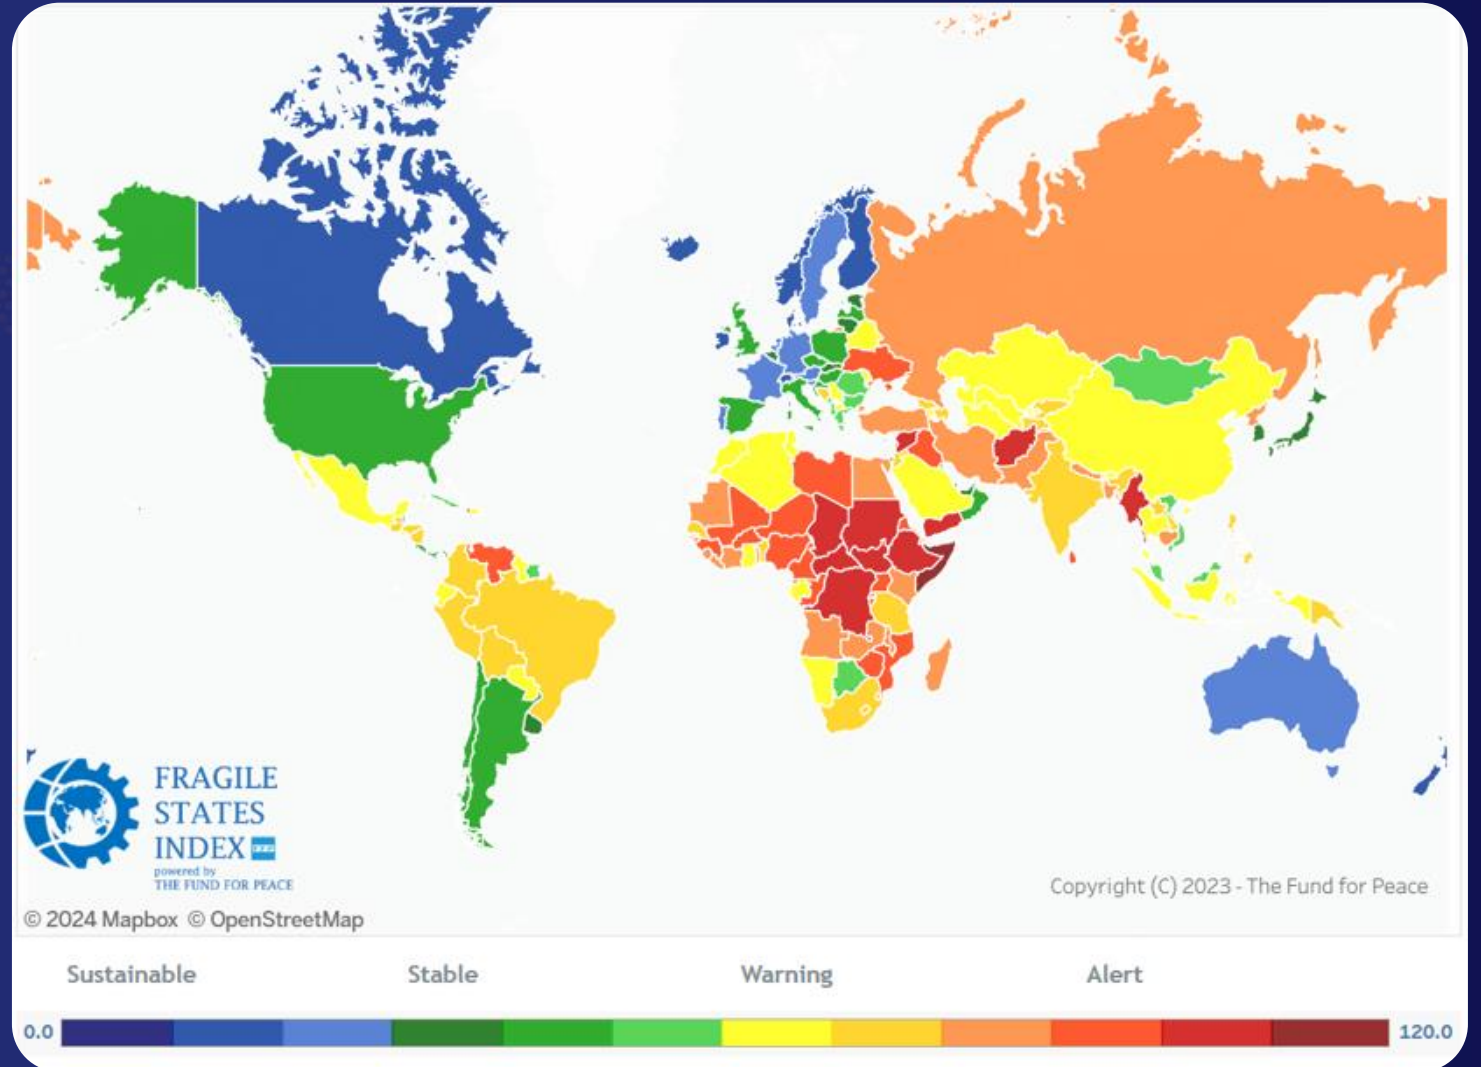 FRAGILE
STATES
INDEX FFP
powered by
THE FUND FOR PEACE
Copyright (C) 2023 - The Fund for Peace
© 2024 Mapbox © OpenStreetMap
Sustainable Stable Warning Alert
0.0 120.0